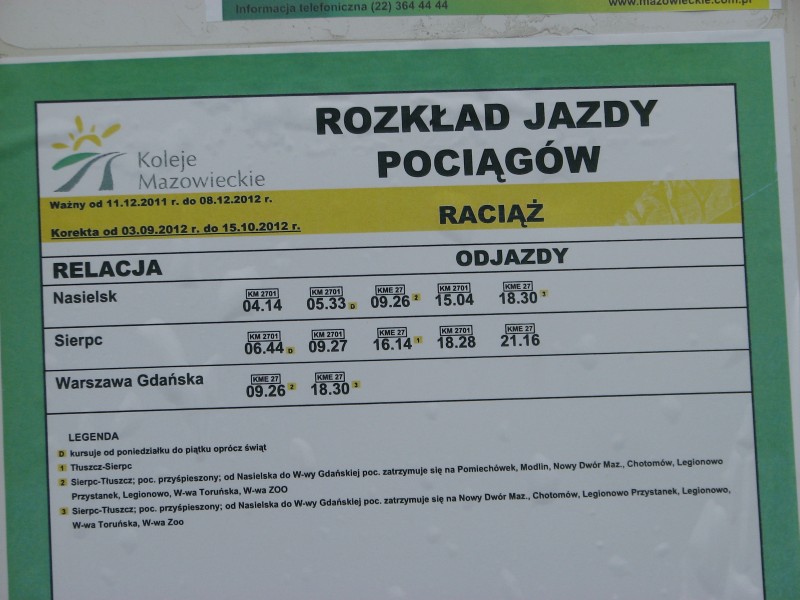 Informacja telefoniczna (22) 364 44 44
www.mazowieckie.com.pl
Koleje
Mazowieckie
ROZKŁAD JAZDY
POCIĄGÓW
Ważny od 11.12.2011 r. do 08.12.2012 r.
Korekta od 03.09.2012 r. do 15.10.2012 r.
RACIĄŻ
RELACJA
ODJAZDY
KM 2701 KM 2701 KME 27 KM 2701 KME 27
Nasielsk 04.14 05.33 D 09.26 2 15.04 18.30 3
KM 2701 KM 2701 KME 27 KM 2701 KME 27
Sierpc 06.44 D 09.27 16.14 1 18.28 21.16
KME 27 KME 27
Warszawa Gdańska 09.26 2 18.30 3
LEGENDA
D kursuje od poniedziałku do piątku oprócz świąt
1 Tłuszcz-Sierpc
2 Sierpc-Tłuszcz; poc. przyśpieszony; od Nasielska do W-wy Gdańskiej poc. zatrzymuje się na Pomiechówek, Modlin, Nowy Dwór Maz., Chotomów, Legionowo
Przystanek, Legionowo, W-wa Toruńska, W-wa ZOO
3 Sierpc-Tłuszcz; poc. przyśpieszony; od Nasielska do W-wy Gdańskiej poc. zatrzymuje się na Nowy Dwór Maz., Chotomów, Legionowo Przystanek, Legionowo,
W-wa Toruńska, W-wa Zoo